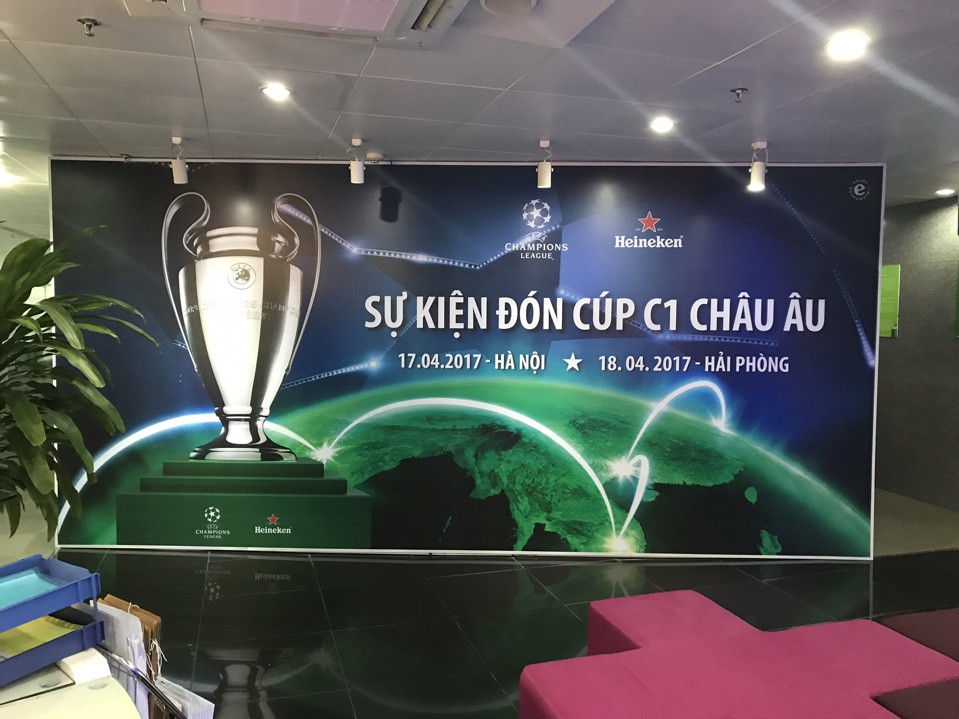 CHAMPIONS
LEAGUE
Heineken
SỰ KIỆN ĐÓN CÚP C1 CHÂU ÂU
17.04.2017 - HÀ NỘI ★ 18. 04. 2017 - HẢI PHÒNG
CHAMPIONS
LEAGUE
Heineken